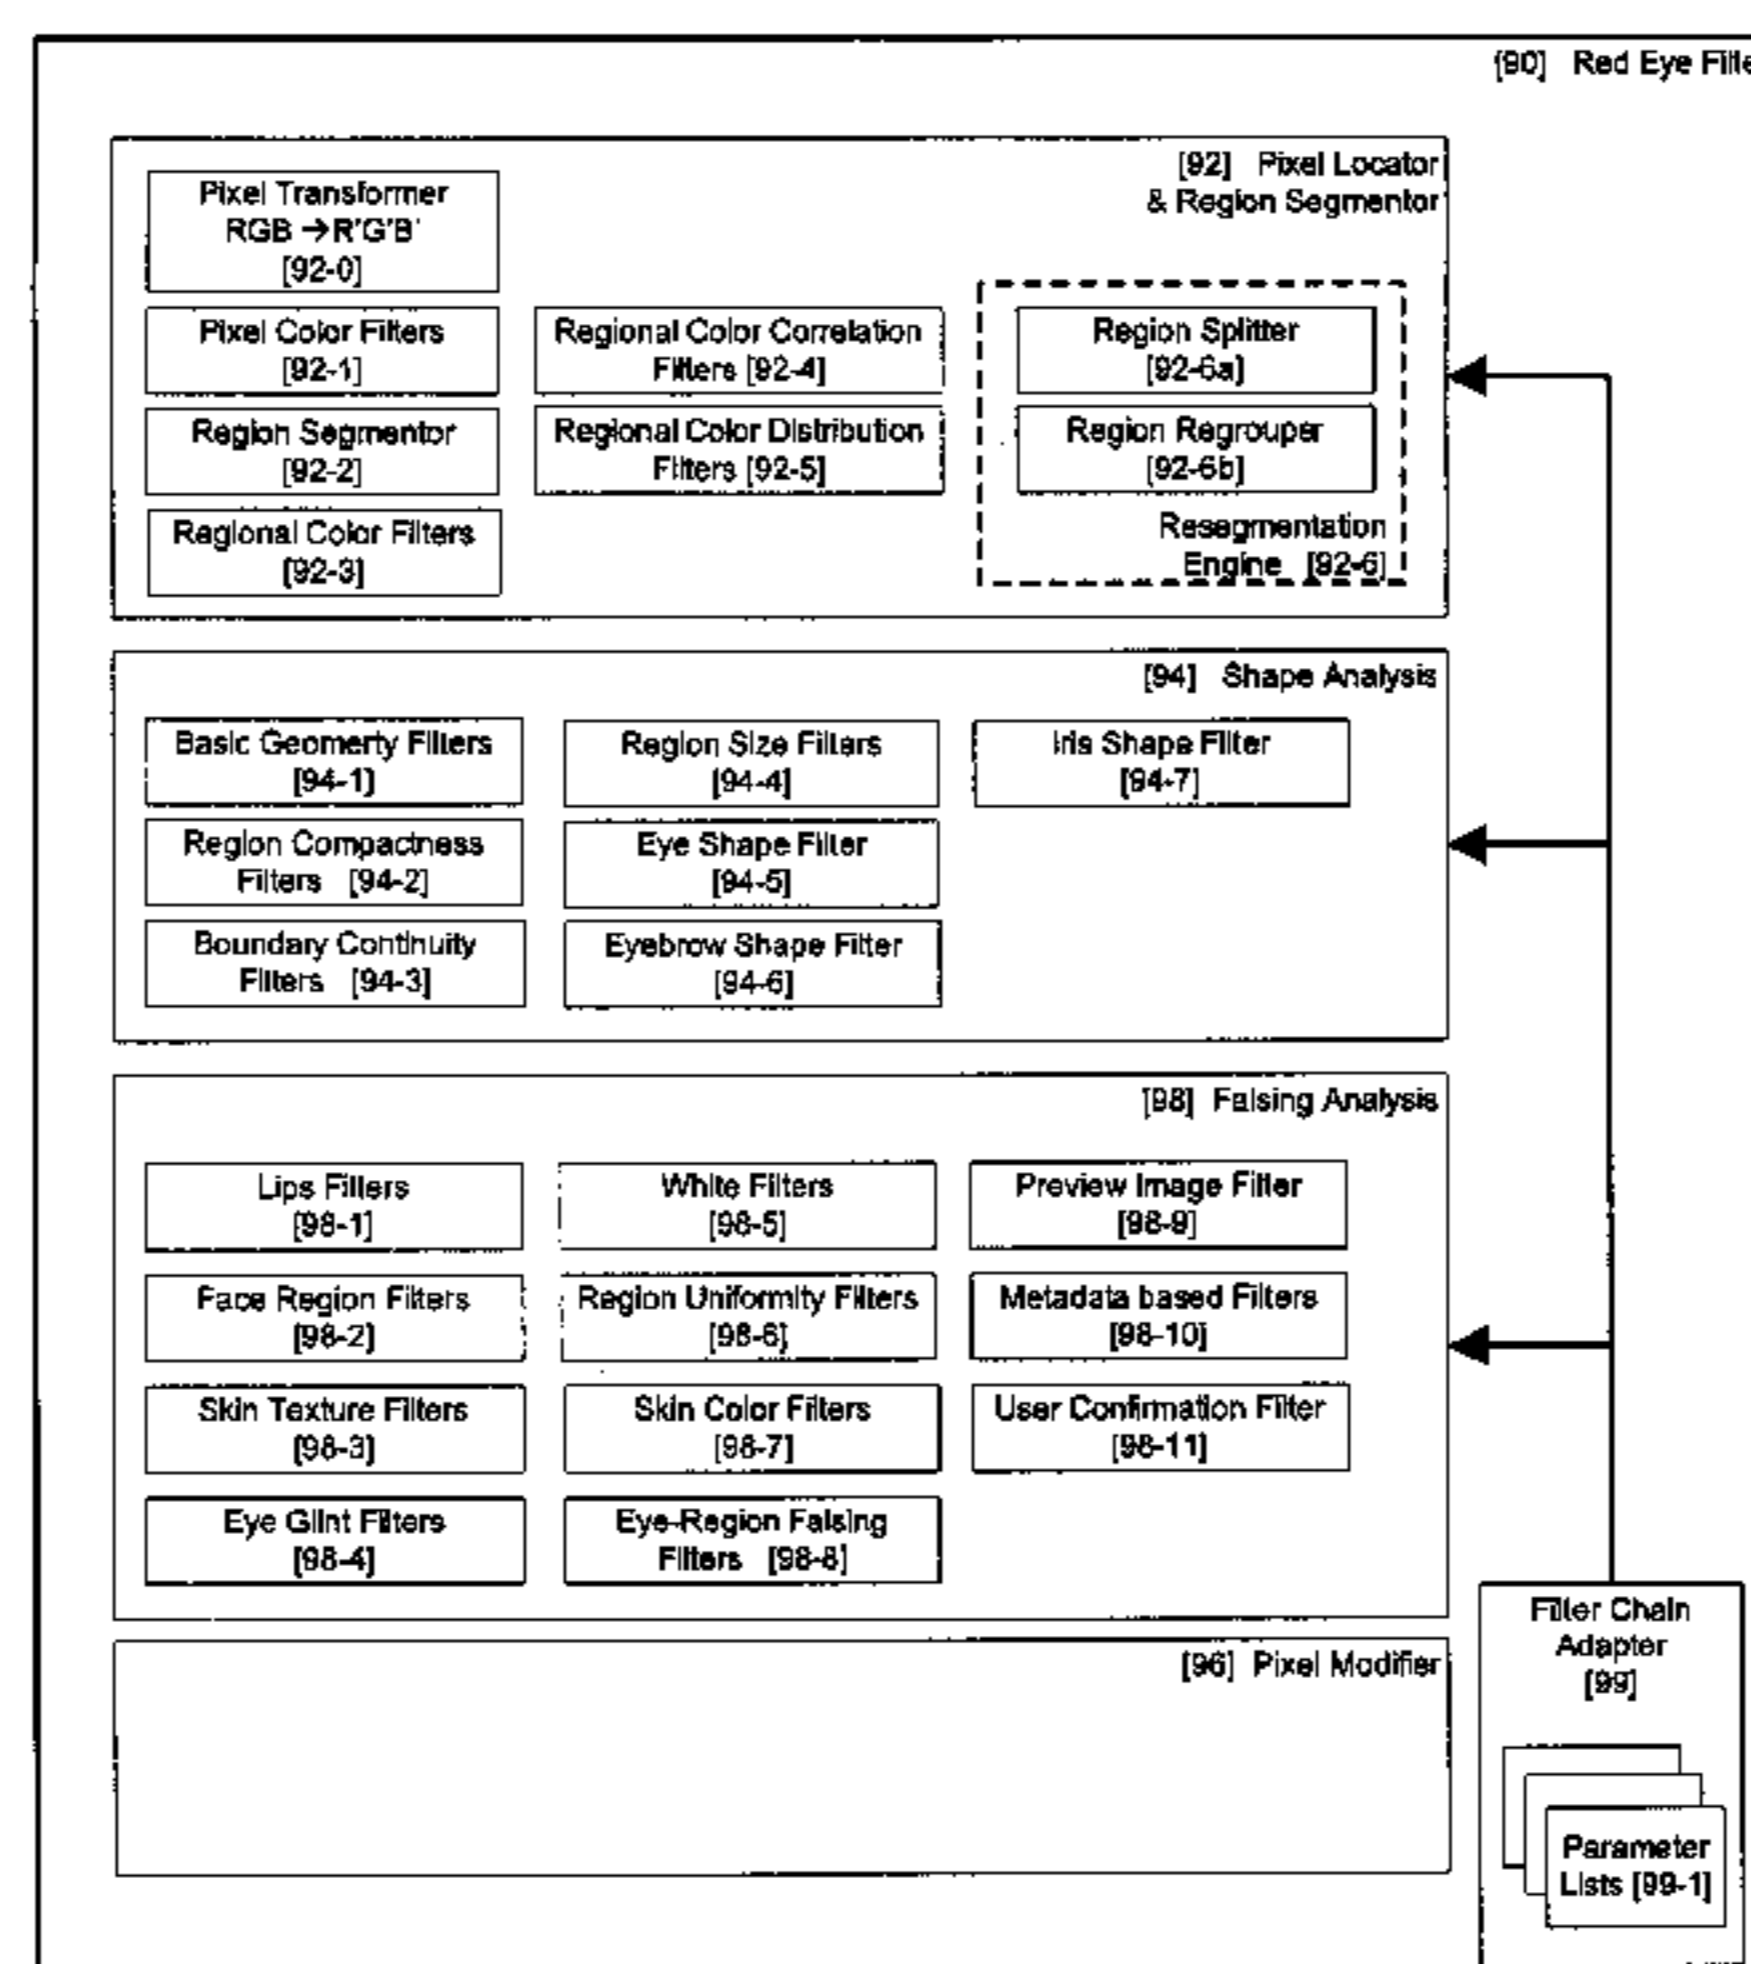 [90] Red Eye Filte
[92] Pixel Locator
& Region Segmentor
Pixel Transformer
RGB →R'G'B'
[92-0]
Pixel Color Filters
[92-1]
Region Segmentor
[92-2]
Regional Color Filters
[92-3]
Regional Color Correlation
Filters [92-4]
Regional Color Distribution
Filters [92-5]
Region Splitter
[92-6a]
Region Regrouper
[92-6b]
Resegmentation
Engine [92-6]
[94] Shape Analysis
Basic Geomerty Filters
[94-1]
Region Compactness
Filters [94-2]
Boundary Continuity
Filters [94-3]
Region Size Filters
[94-4]
Eye Shape Filter
[94-5]
Eyebrow Shape Filter
[94-6]
Iris Shape Filter
[94-7]
[98] Falsing Analysis
Lips Filters
[98-1]
Face Region Filters
[98-2]
Skin Texture Filters
[98-3]
Eye Glint Filters
[98-4]
White Filters
[98-5]
Region Uniformity Filters
[98-6]
Skin Color Filters
[98-7]
Eye-Region Falsing
Filters [98-8]
Preview Image Filter
[98-9]
Metadata based Filters
[98-10]
User Confirmation Filter
[98-11]
[96] Pixel Modifier
Filter Chain
Adapter
[99]
Parameter
Lists [99-1]